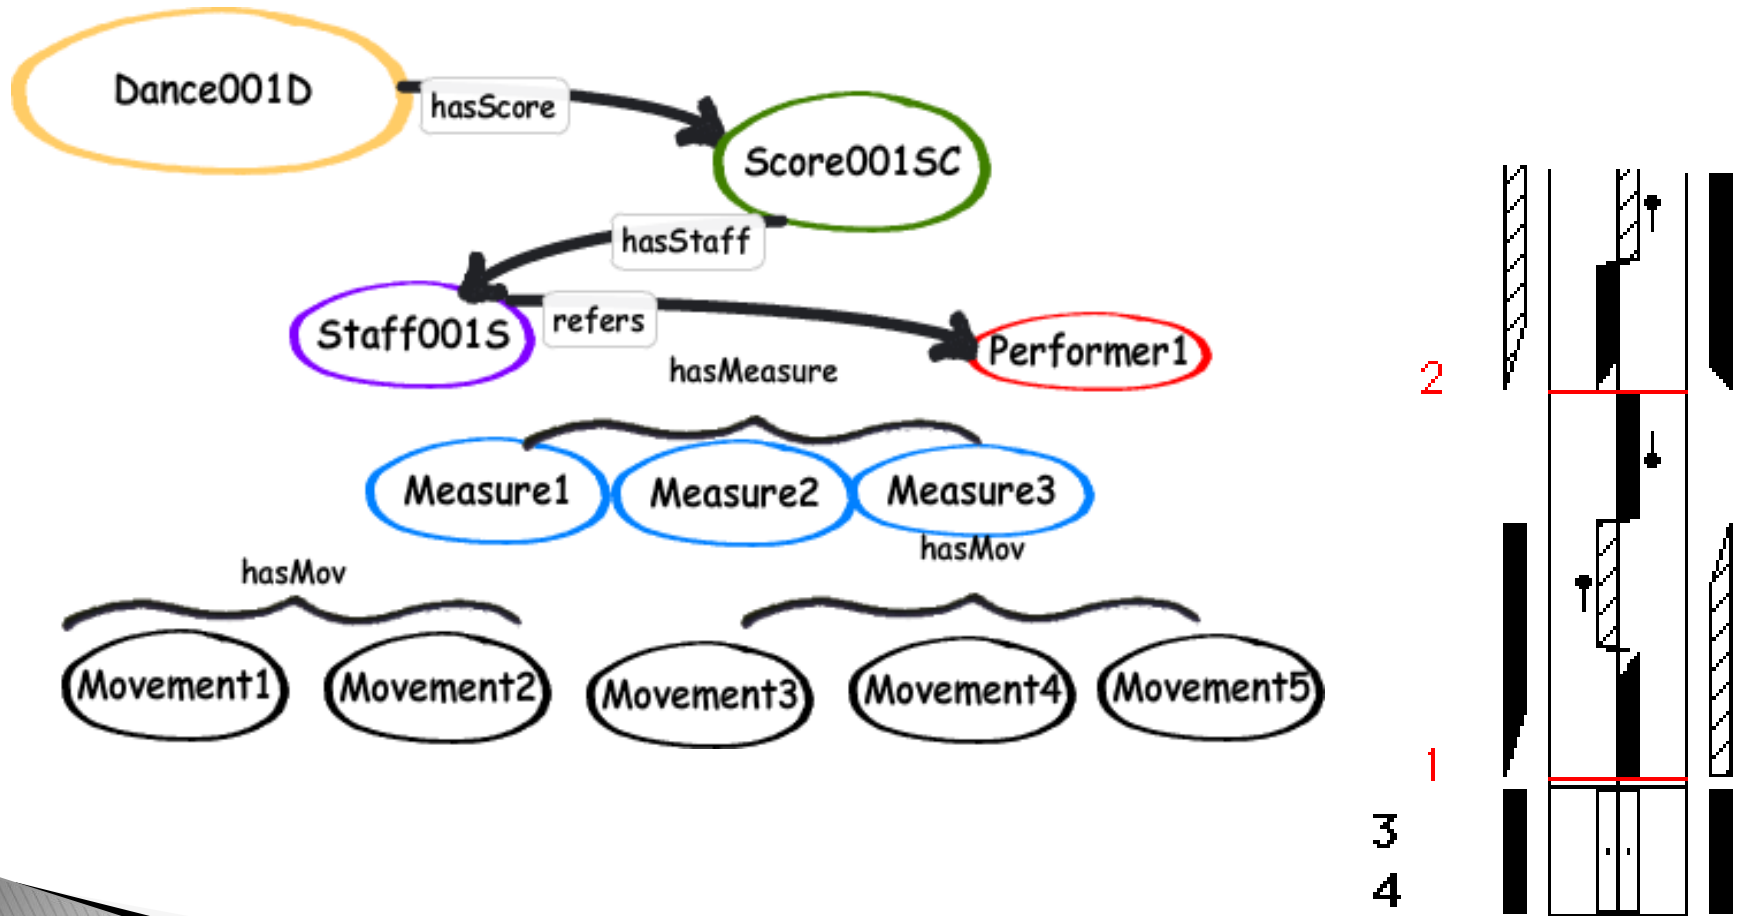 Dance001D
hasScore
Score001SC
hasStaff
Staff001S
refers
Performer1
hasMeasure
Measure1
Measure2
Measure3
hasMov
hasMov
Movement1
Movement2
Movement3
Movement4
Movement5
2
1
3
4